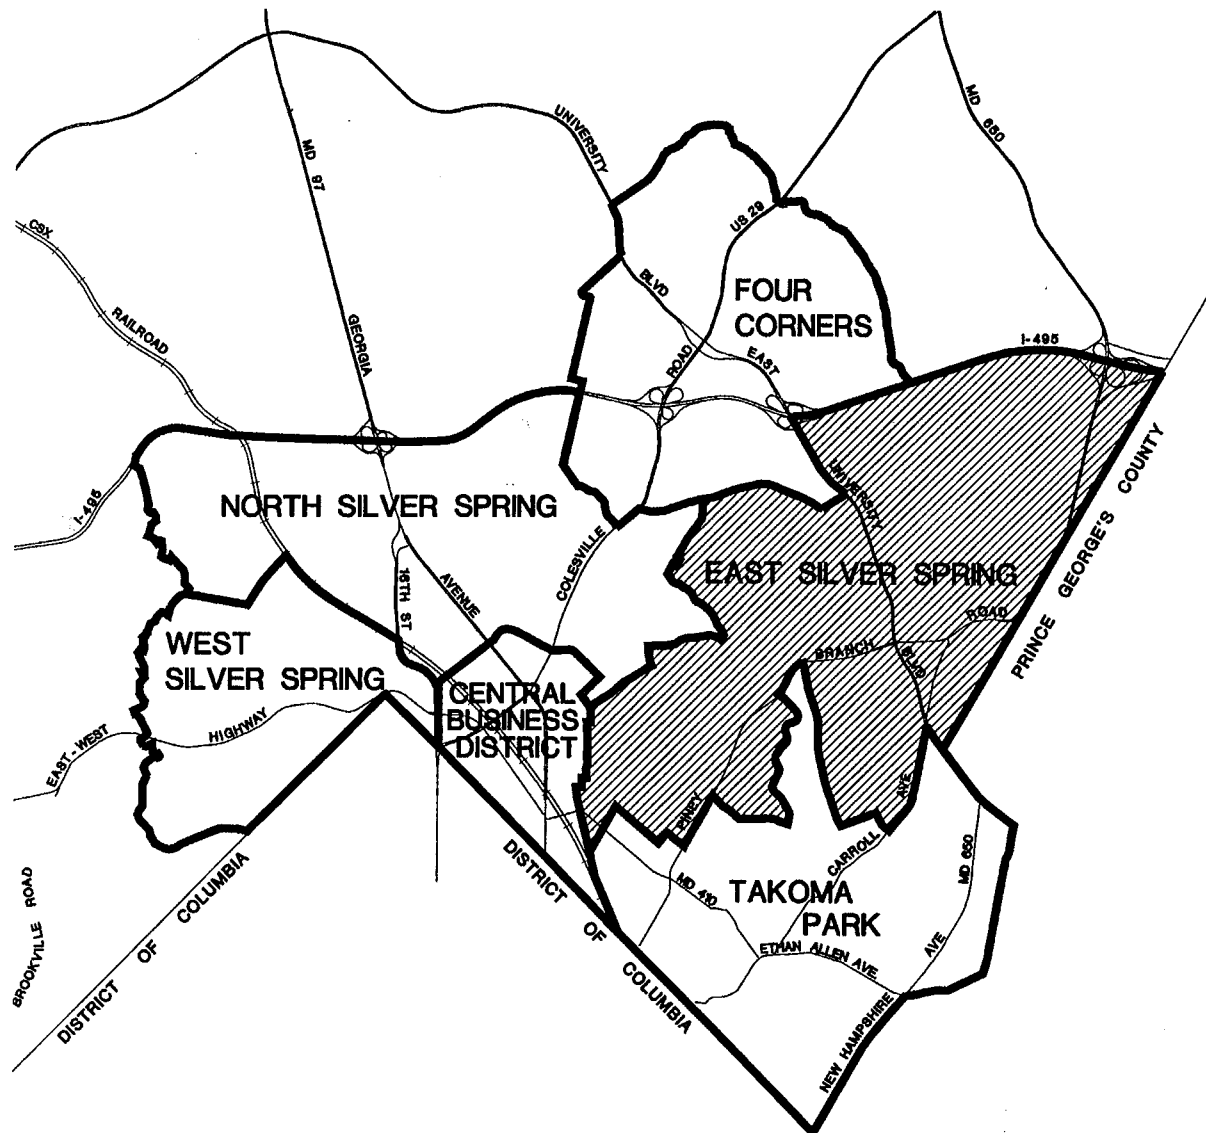 UNIVERSITY
MD 650
MD 97
US 29
CSX
BLVD
FOUR
CORNERS
RAILROAD
GEORGIA
ROAD
EAST
I-495
UNIVERSITY
PRINCE GEORGE'S COUNTY
I-495
NORTH SILVER SPRING
COLESVILLE
16TH ST
AVENUE
EAST SILVER SPRING
ROAD
BRANCH
BLVD
WEST
SILVER SPRING
CENTRAL
BUSINESS
DISTRICT
EAST-WEST
HIGHWAY
PINEY
AVE
CARROLL
MD 650
BROOKVILLE ROAD
DISTRICT OF COLUMBIA
DISTRICT OF COLUMBIA
MD 410
TAKOMA
PARK
ETHAN ALLEN AVE.
AVE
NEW HAMPSHIRE